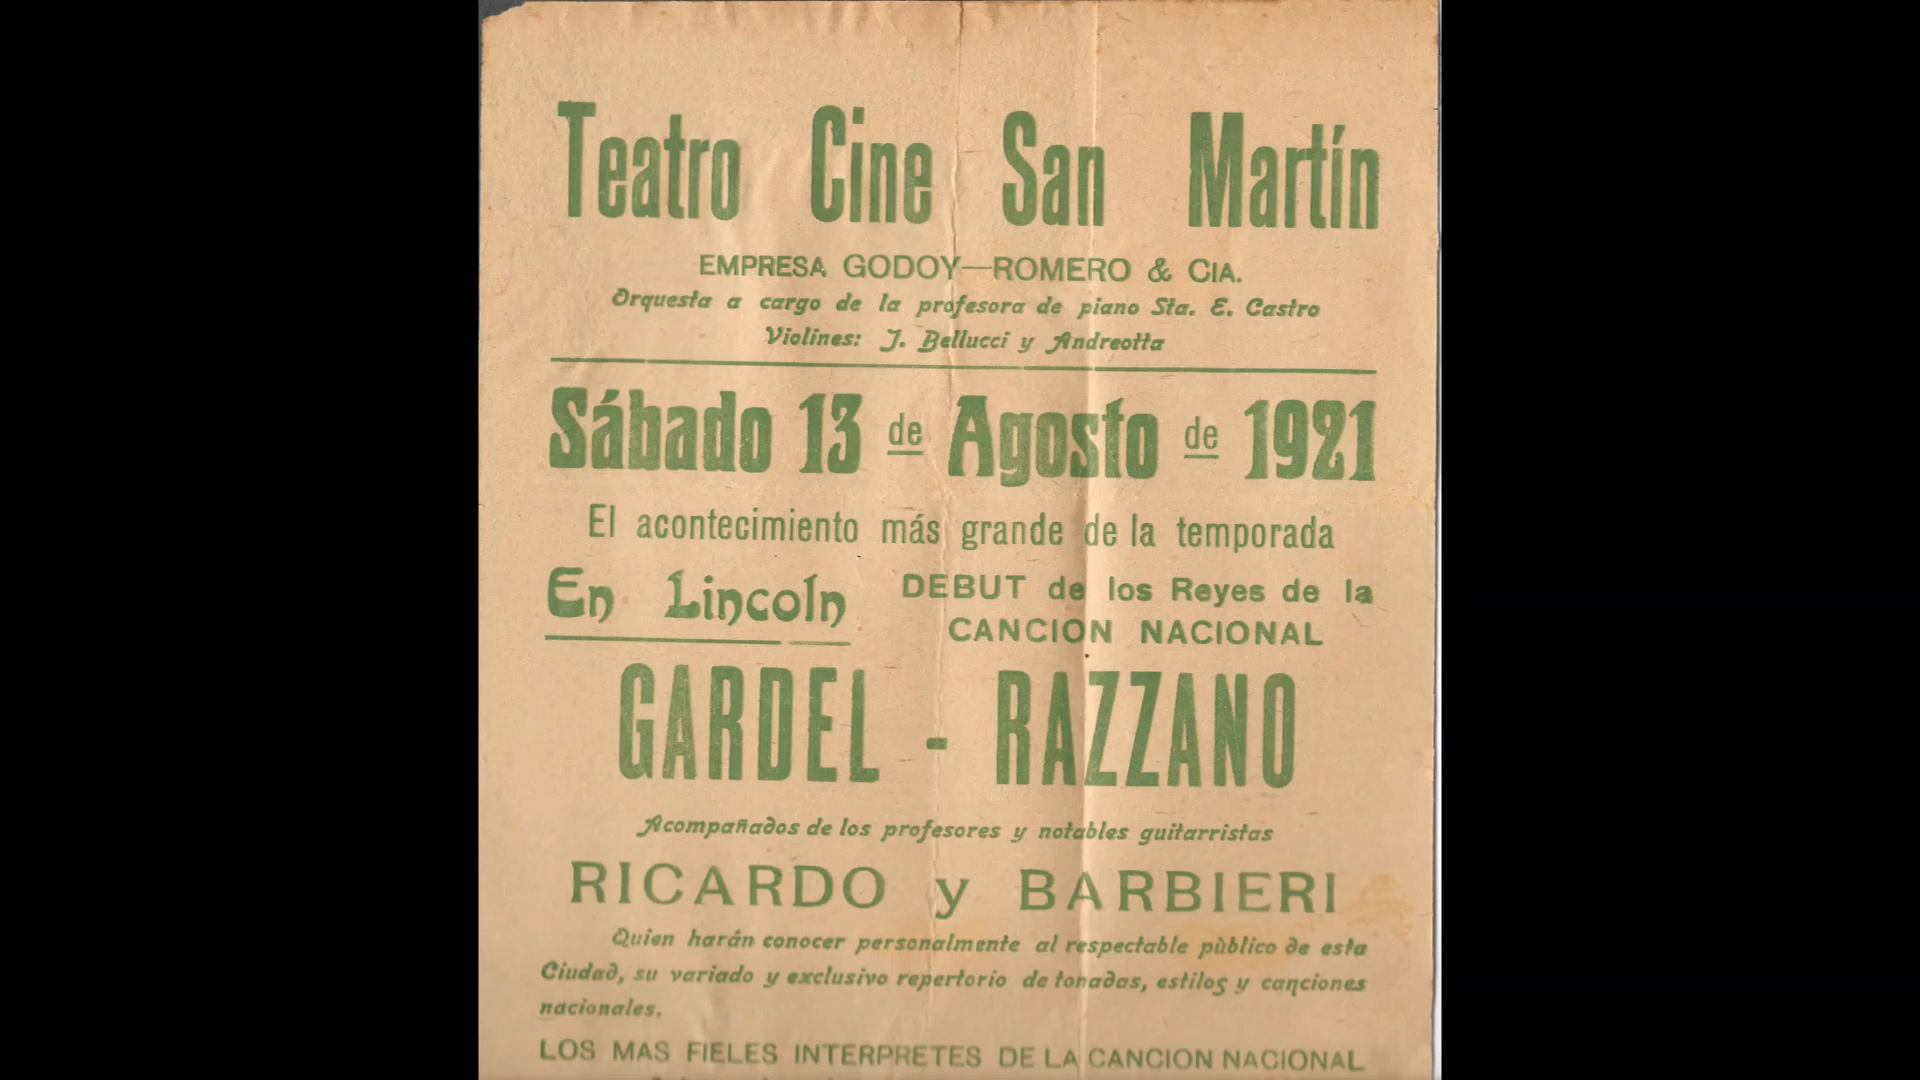 Teatro Cine San Martín
EMPRESA GODOY—ROMERO & CIA.
Orquesta a cargo de la profesora de piano Sta. E. Castro
Violines: J. Bellucci y Andreotta
Sábado 13 de Agosto de 1921
El acontecimiento más grande de la temporada
En Lincoln
DEBUT de los Reyes de la
CANCION NACIONAL
GARDEL - RAZZANO
Acompañados de los profesores y notables guitarristas
RICARDO y BARBIERI
Quien harán conocer personalmente al respectable pùblico de esta
Ciudad, su variado y exclusivo repertorio de tonadas, estilos y canciones
nacionales.
LOS MAS FIELES INTERPRETES DE LA CANCION NACIONAL